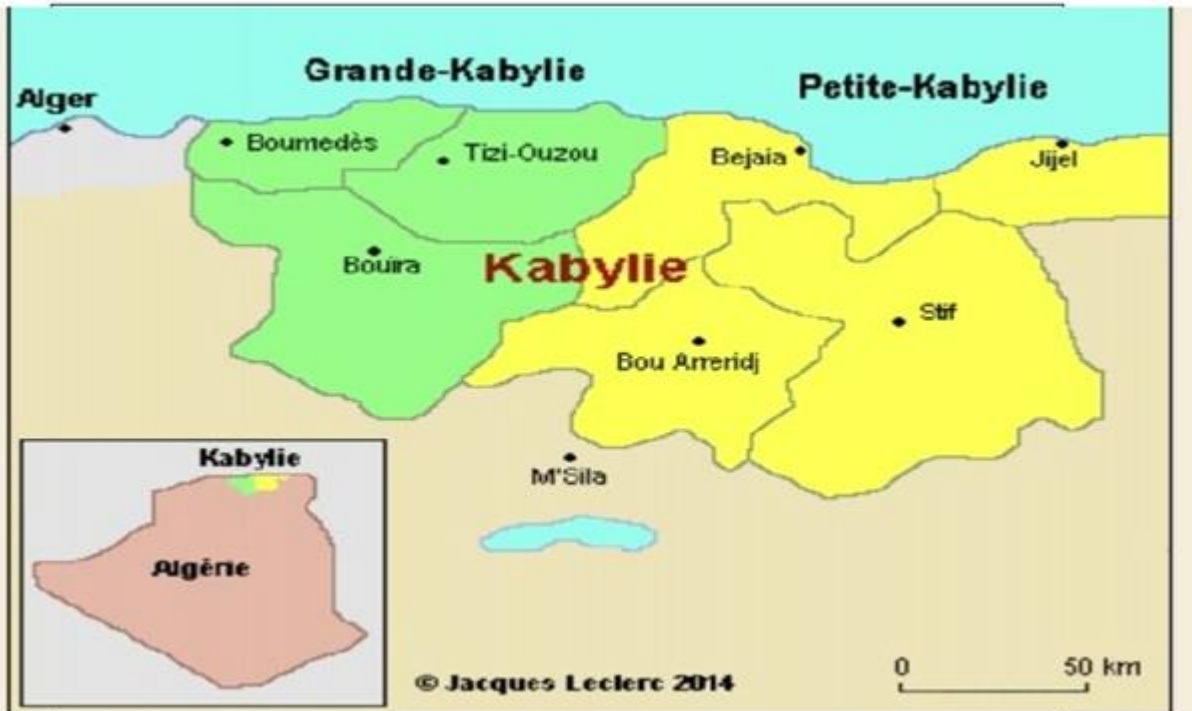 Grande-Kabylie
Petite-Kabylie
Alger
Boumedès
Tizi-Ouzou
Bejaia
Jijel
Bouira
Kabylie
Stif
Bou Arreridj
M'Sila
Kabylie
Algérie
© Jacques Leclerc 2014
0 50 km